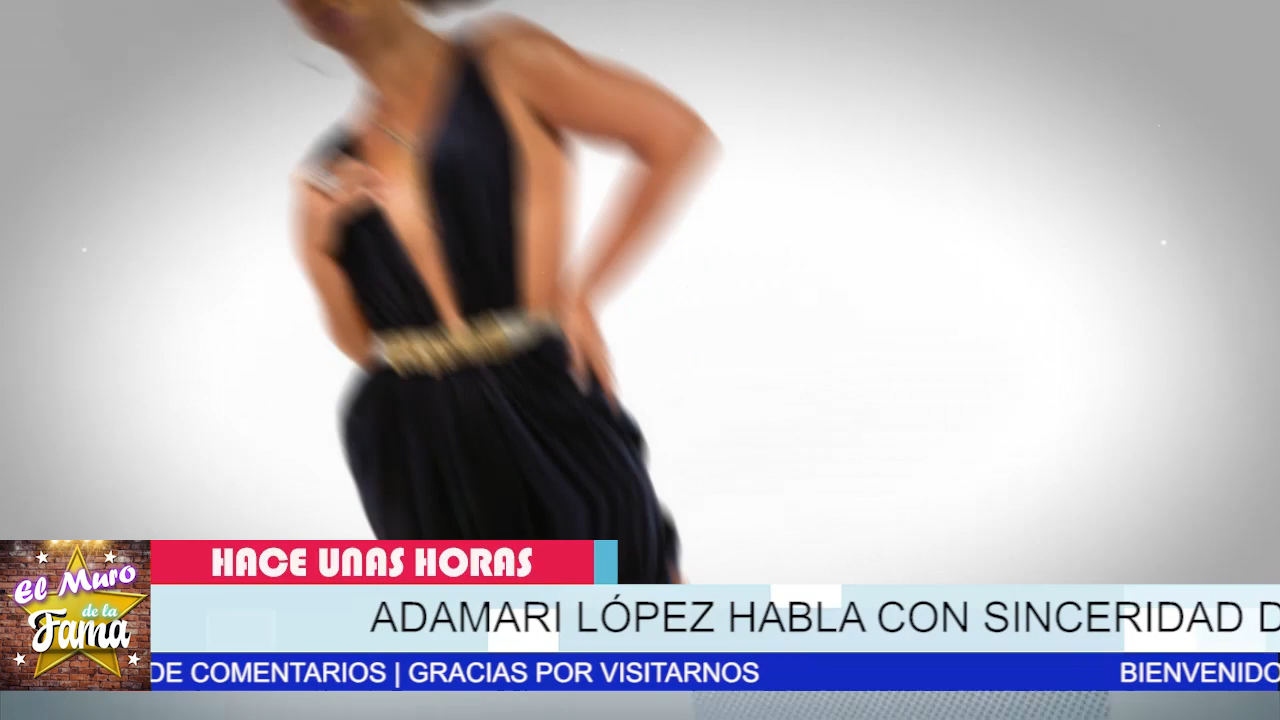 HACE UNAS HORAS
El Muro
de la
Fama
ADAMARI LÓPEZ HABLA CON SINCERIDAD D
DE COMENTARIOS | GRACIAS POR VISITARNOS
BIENVENIDO